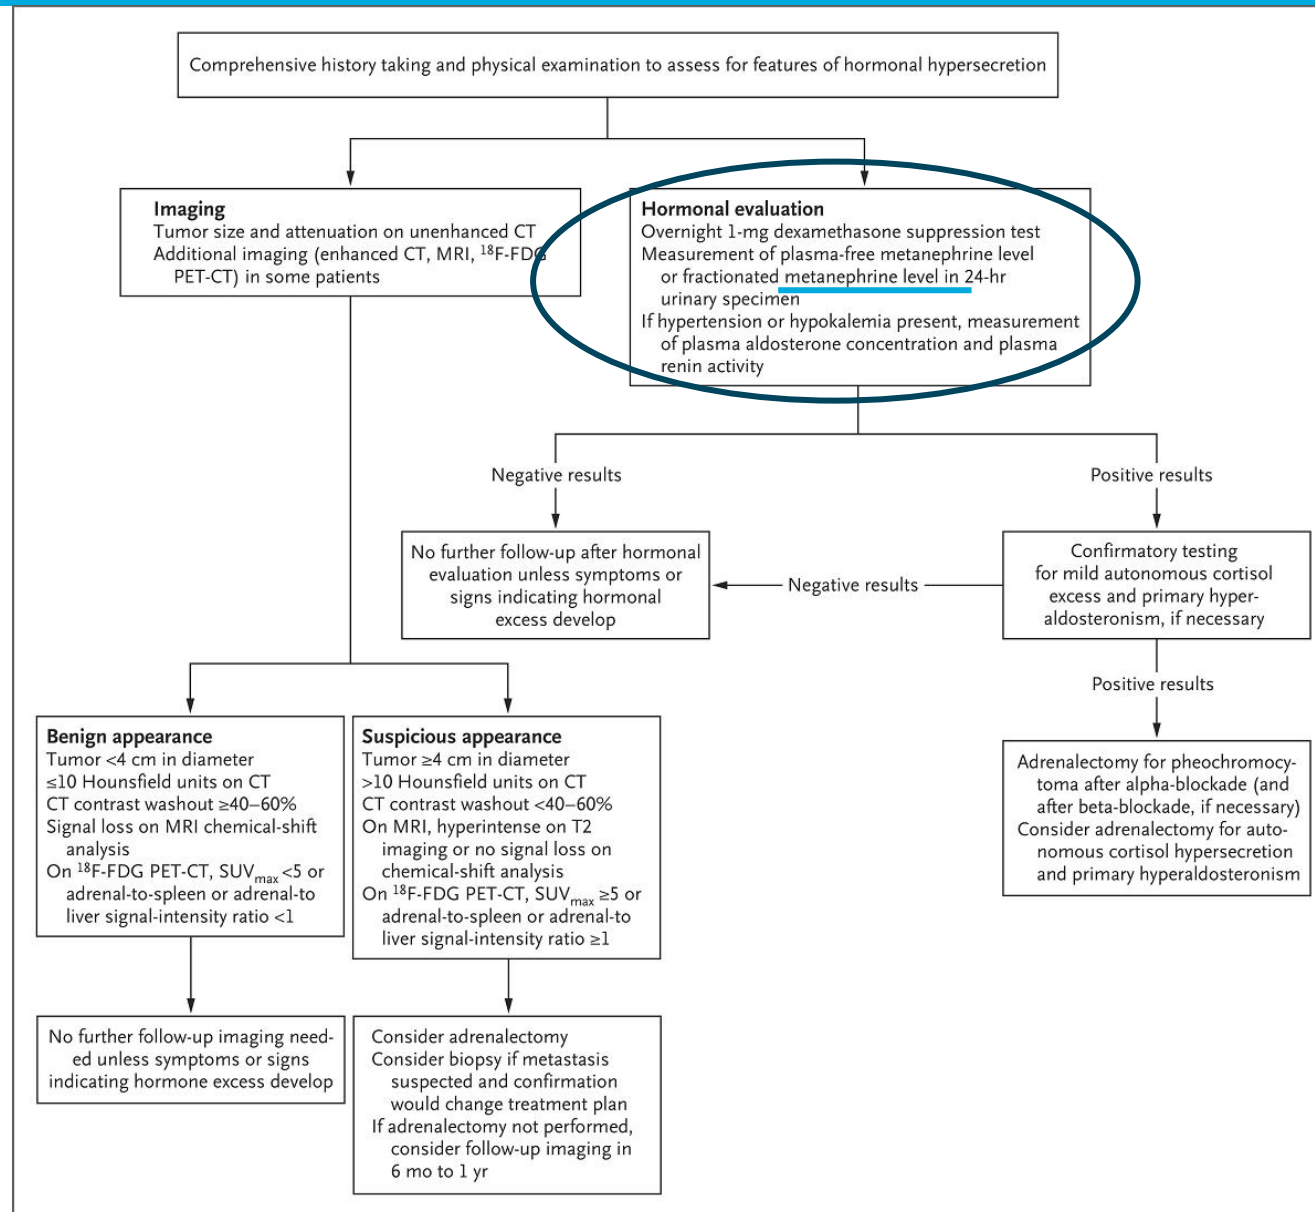 Comprehensive history taking and physical examination to assess for features of hormonal hypersecretion
Imaging
Tumor size and attenuation on unenhanced CT
Additional imaging (enhanced CT, MRI, ¹⁸F-FDG
PET-CT) in some patients
Hormonal evaluation
Overnight 1-mg dexamethasone suppression test
Measurement of plasma-free metanephrine level
or fractionated metanephrine level in 24-hr
urinary specimen
If hypertension or hypokalemia present, measurement
of plasma aldosterone concentration and plasma
renin activity
Negative results
Positive results
No further follow-up after hormonal
evaluation unless symptoms or
signs indicating hormonal
excess develop
Negative results
Confirmatory testing
for mild autonomous cortisol
excess and primary hyper-
aldosteronism, if necessary
Positive results
Adrenalectomy for pheochromocy-
toma after alpha-blockade (and
after beta-blockade, if necessary)
Consider adrenalectomy for auto-
nomous cortisol hypersecretion
and primary hyperaldosteronism
Benign appearance
Tumor <4 cm in diameter
≤10 Hounsfield units on CT
CT contrast washout ≥40–60%
Signal loss on MRI chemical-shift
analysis
On ¹⁸F-FDG PET-CT, SUVmax <5 or
adrenal-to-spleen or adrenal-to
liver signal-intensity ratio <1
Suspicious appearance
Tumor ≥4 cm in diameter
>10 Hounsfield units on CT
CT contrast washout <40–60%
On MRI, hyperintense on T2
imaging or no signal loss on
chemical-shift analysis
On ¹⁸F-FDG PET-CT, SUVmax ≥5 or
adrenal-to-spleen or adrenal-to
liver signal-intensity ratio ≥1
No further follow-up imaging need-
ed unless symptoms or signs
indicating hormone excess develop
Consider adrenalectomy
Consider biopsy if metastasis
suspected and confirmation
would change treatment plan
If adrenalectomy not performed,
consider follow-up imaging in
6 mo to 1 yr